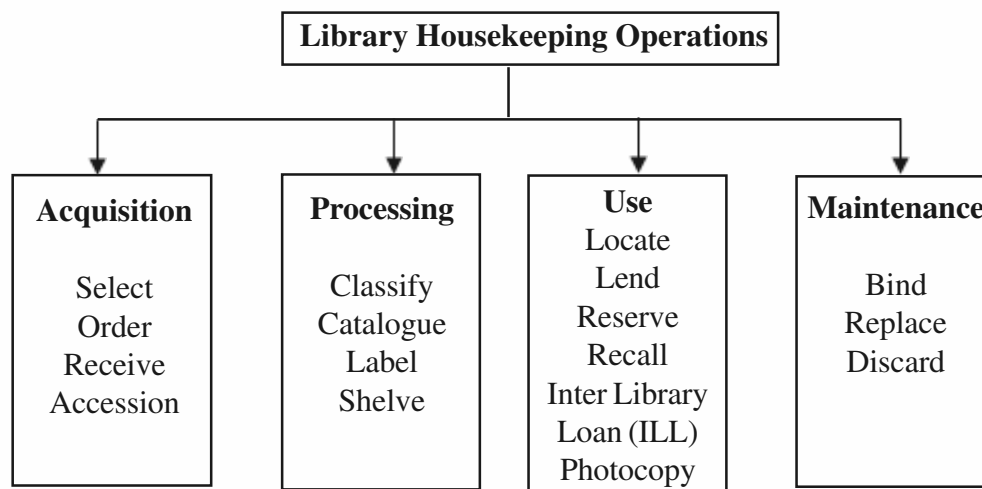 Library Housekeeping Operations
Acquisition
Select
Order
Receive
Accession
Processing
Classify
Catalogue
Label
Shelve
Use
Locate
Lend
Reserve
Recall
Inter Library
Loan (ILL)
Photocopy
Maintenance
Bind
Replace
Discard